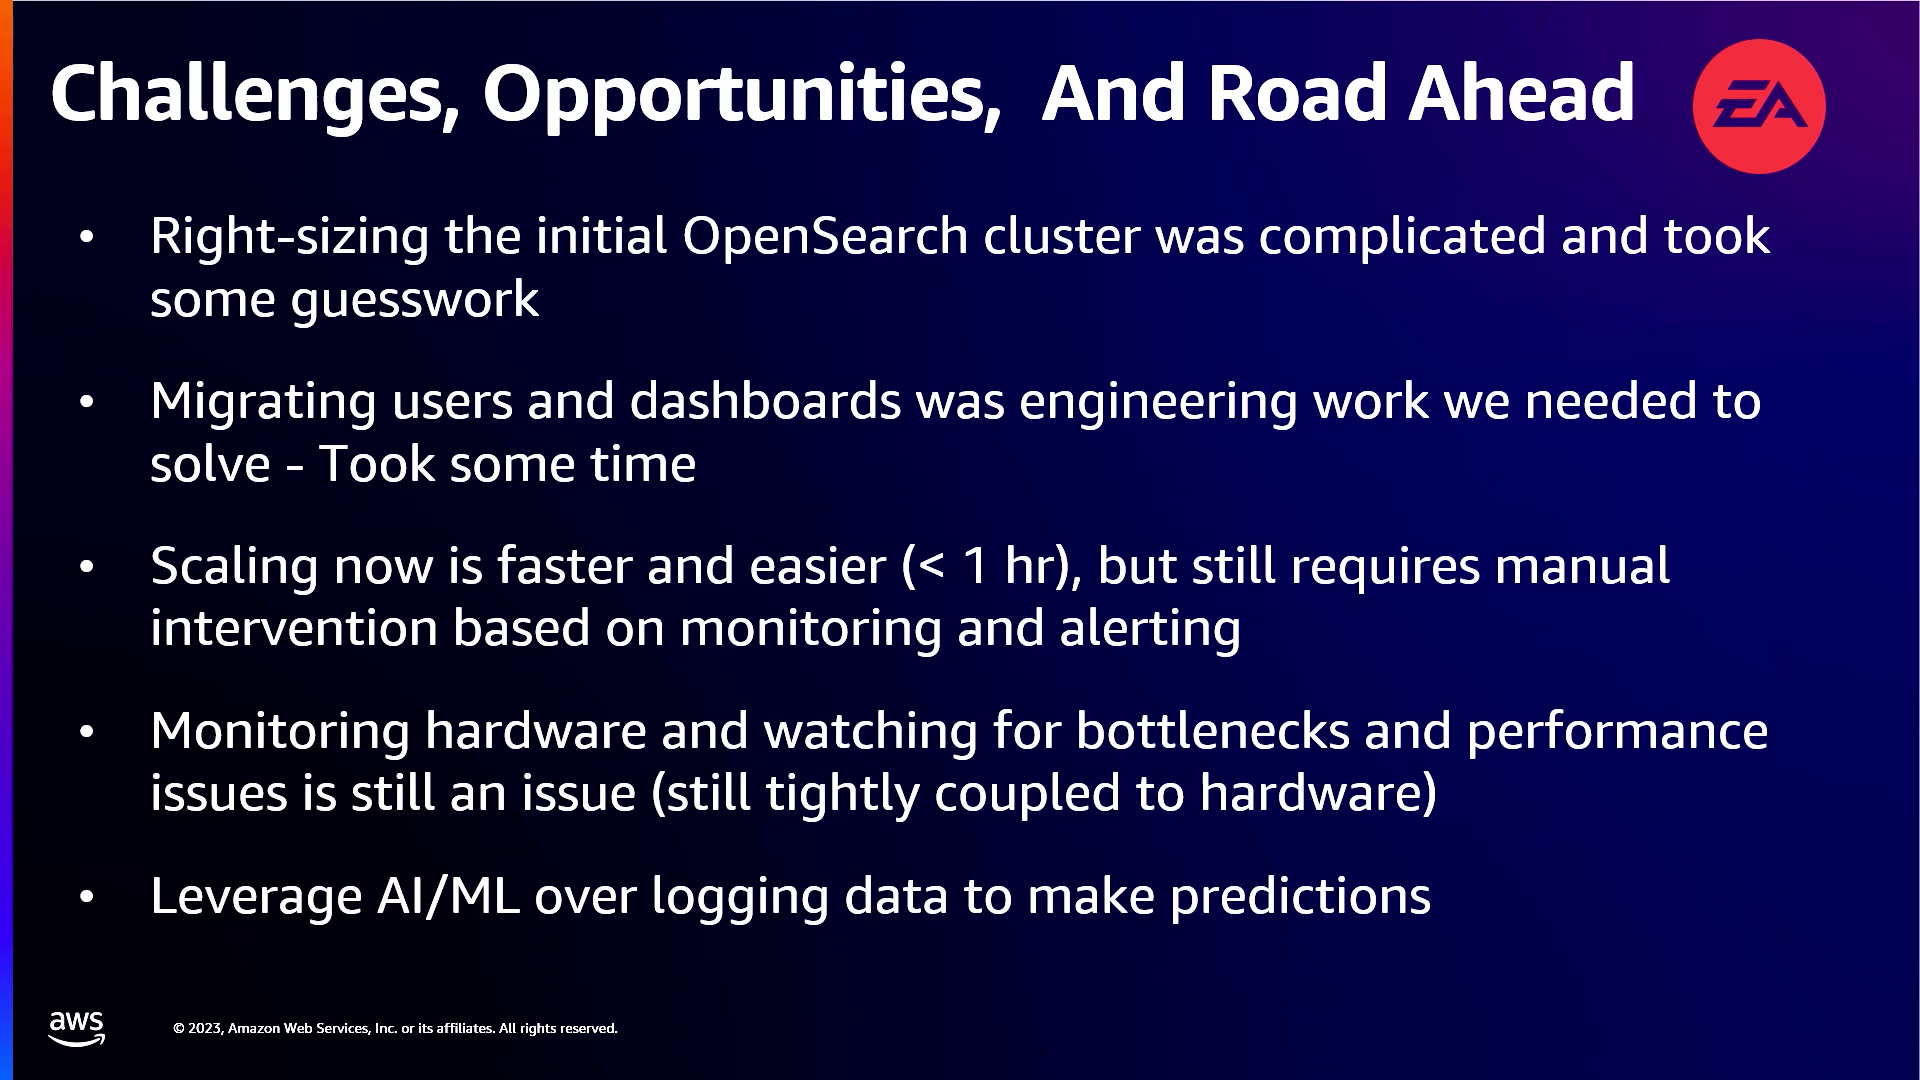 Challenges, Opportunities,  And Road Ahead
EA
• Right-sizing the initial OpenSearch cluster was complicated and took
some guesswork
• Migrating users and dashboards was engineering work we needed to
solve - Took some time
• Scaling now is faster and easier (< 1 hr), but still requires manual
intervention based on monitoring and alerting
• Monitoring hardware and watching for bottlenecks and performance
issues is still an issue (still tightly coupled to hardware)
• Leverage AI/ML over logging data to make predictions
aws
© 2023, Amazon Web Services, Inc. or its affiliates. All rights reserved.